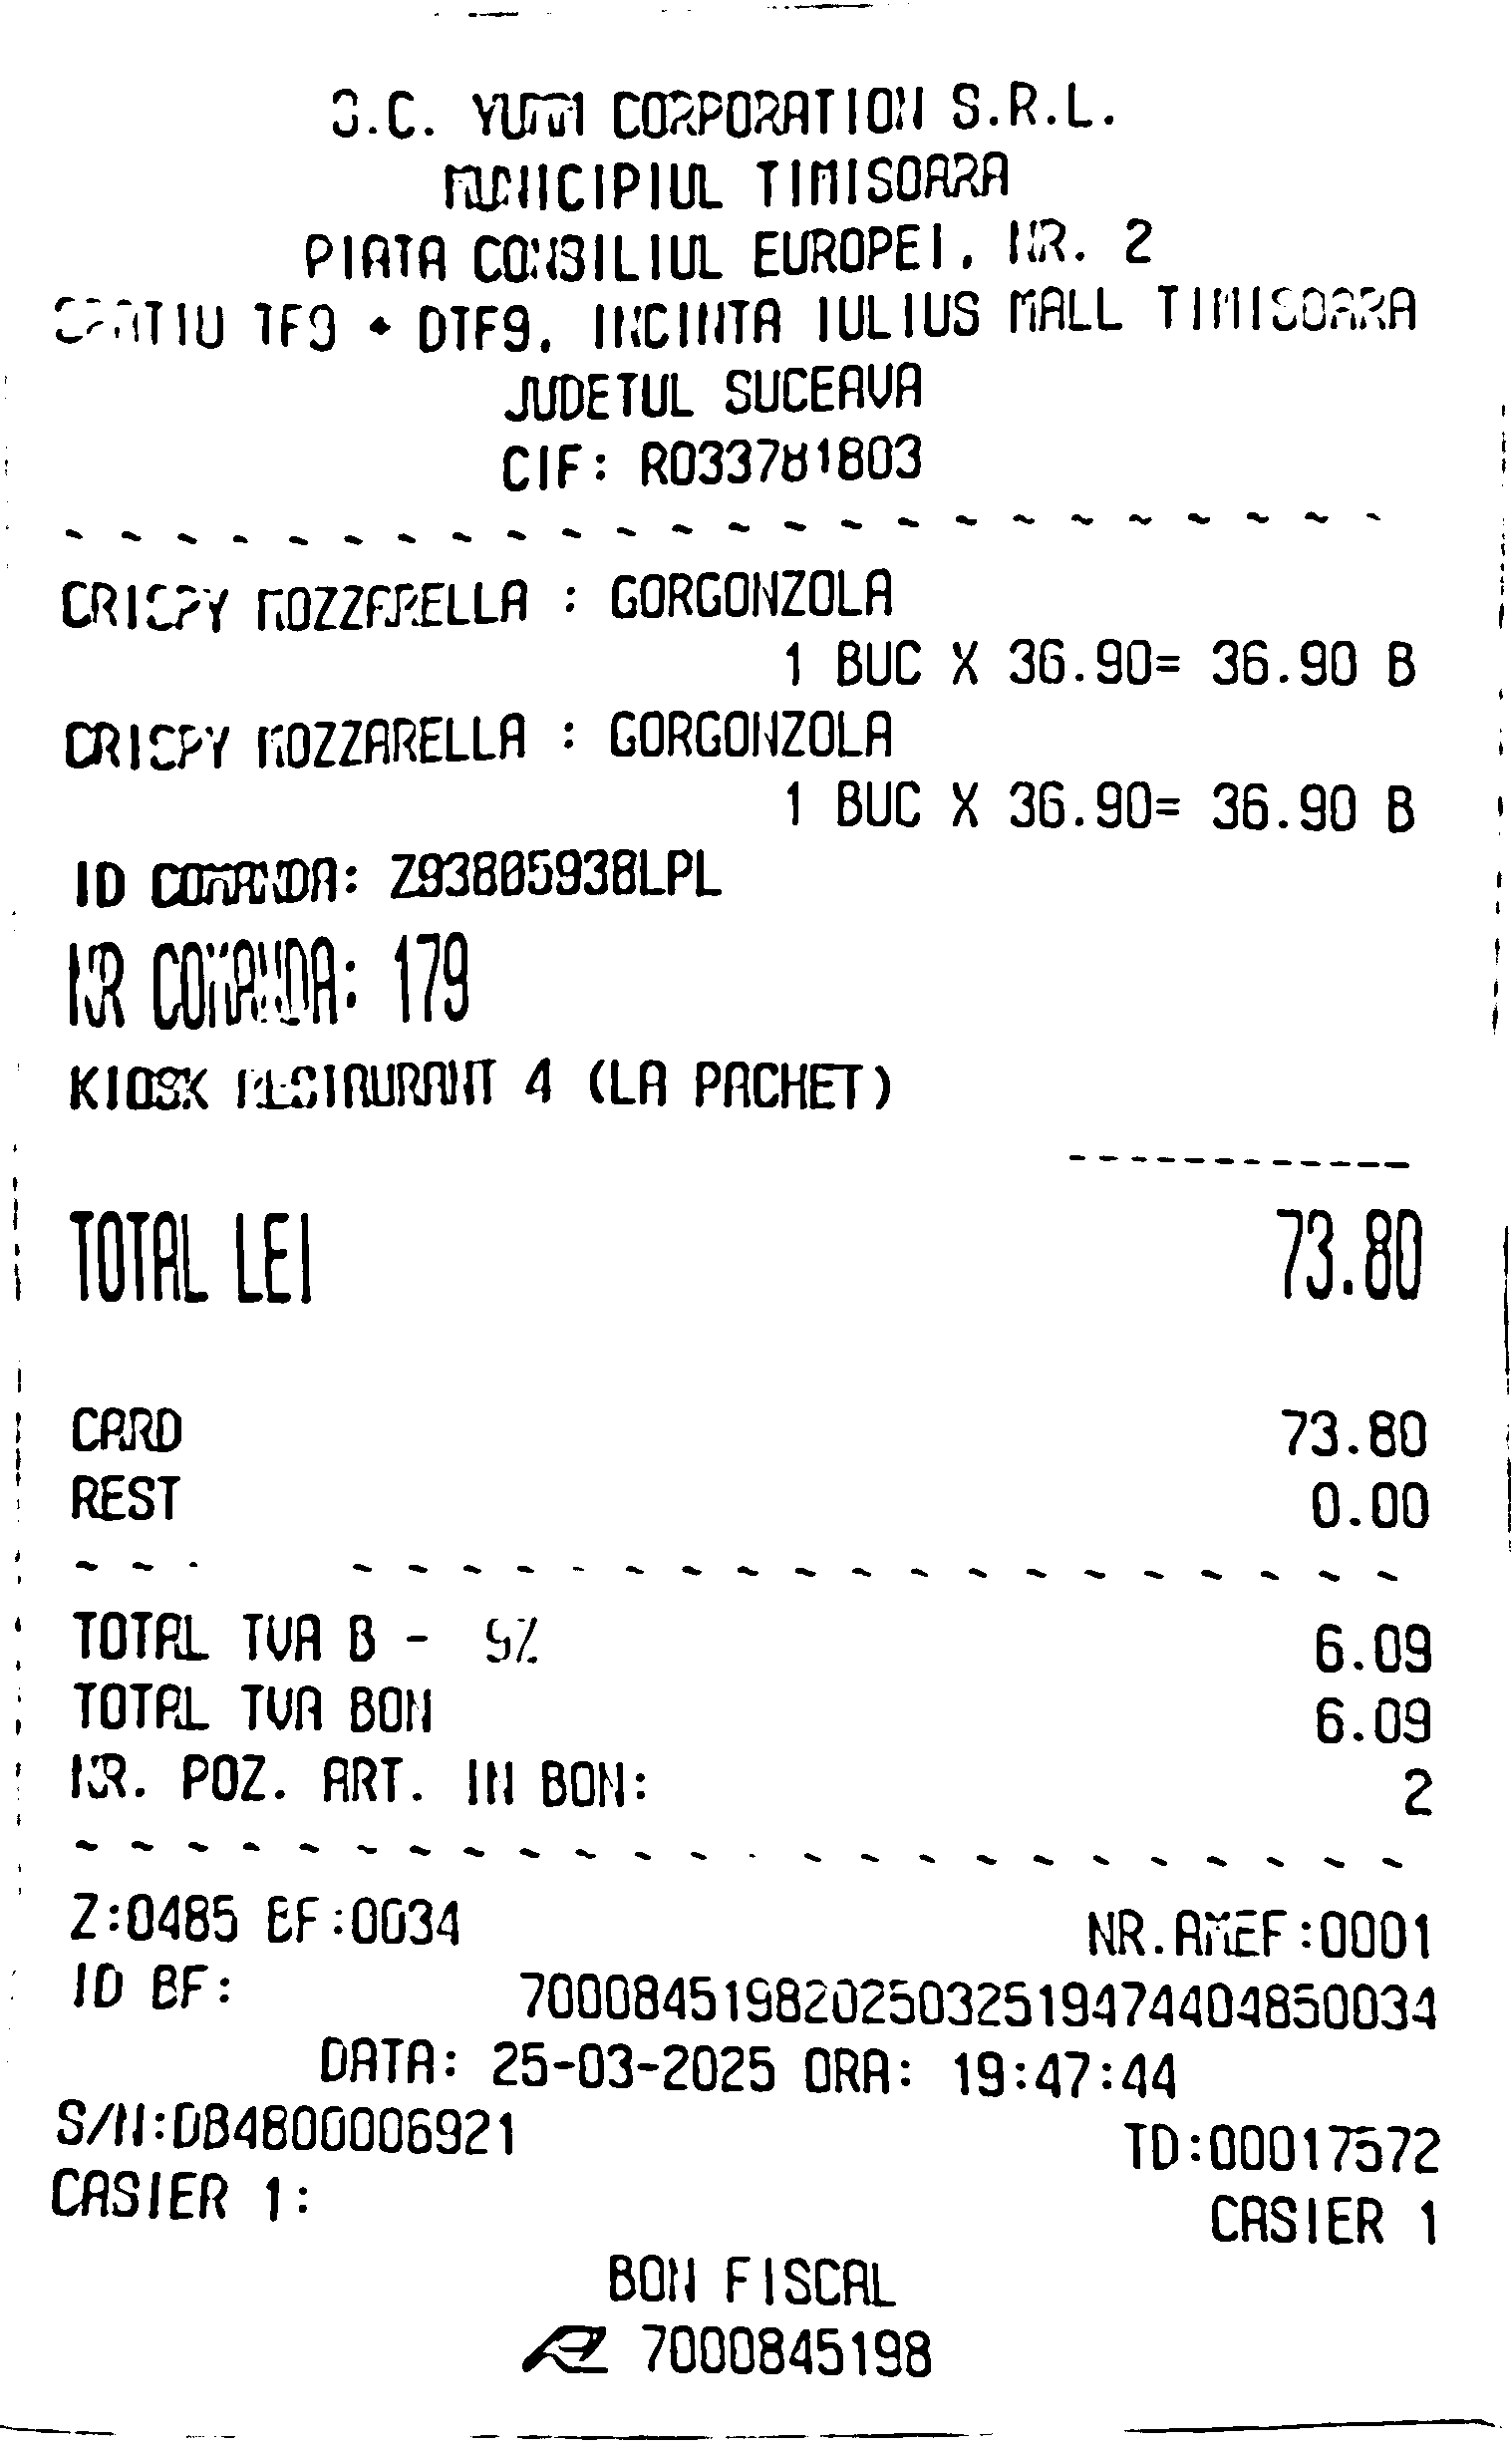 S.C. YUMI CORPORATION S.R.L.
MUNICIPIUL TIMISOARA
PIATA CONSILIUL EUROPEI, NR. 2
SPATIU TF9 + DTF9, INCINTA IULIUS MALL TIMISOARA
JUDETUL SUCEAVA
CIF: RO33781803
CRISPY MOZZARELLA : GORGONZOLA
1 BUC X 36.90= 36.90 B
CRISPY MOZZARELLA : GORGONZOLA
1 BUC X 36.90= 36.90 B
ID COMANDA: Z93805938LPL
NR COMANDA: 179
KIOSK RESTAURANT 4 (LA PACHET)
TOTAL LEI 73.80
CARD 73.80
REST 0.00
TOTAL TVA B - 9% 6.09
TOTAL TVA BON 6.09
NR. POZ. ART. IN BON: 2
Z:0485 BF:0034 NR.AMEF:0001
ID BF: 70008451982025032519474404850034
DATA: 25-03-2025 ORA: 19:47:44
S/N:DB4800006921 TD:00017572
CASIER 1: CASIER 1
BON FISCAL
7000845198